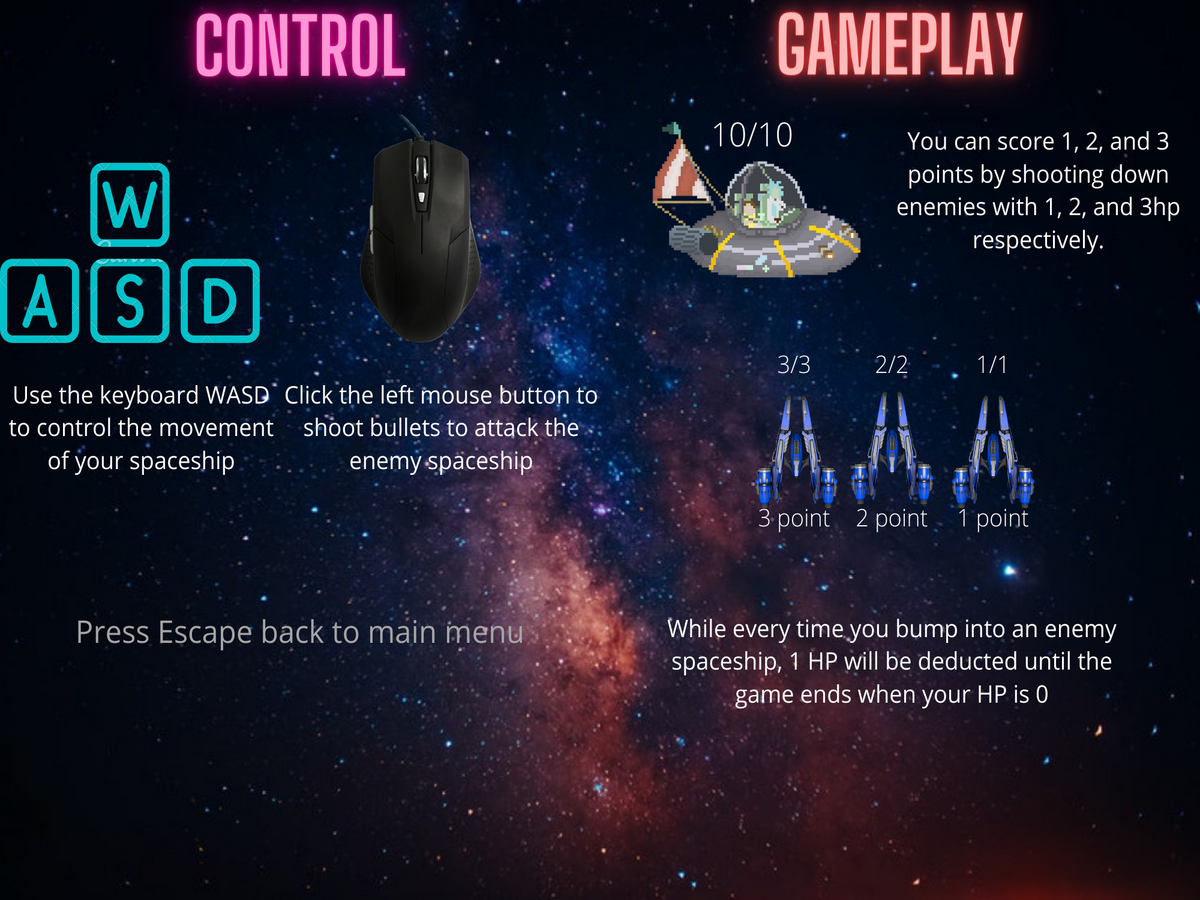 CONTROL
W
A S D
Use the keyboard WASD
to control the movement
of your spaceship
Click the left mouse button to
shoot bullets to attack the
enemy spaceship
Press Escape back to main menu
GAMEPLAY
10/10
You can score 1, 2, and 3
points by shooting down
enemies with 1, 2, and 3hp
respectively.
3/3 2/2 1/1
3 point 2 point 1 point
While every time you bump into an enemy
spaceship, 1 HP will be deducted until the
game ends when your HP is 0